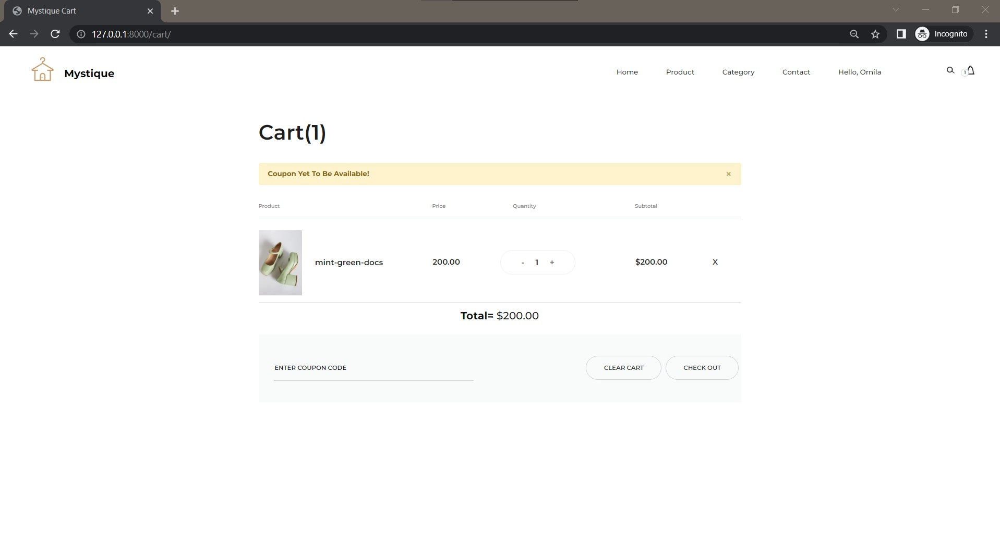 Mystique Cart
127.0.0.1:8000/cart/
Incognito
Mystique
Home Product Category Contact Hello, Ornila
1
Cart(1)
Coupon Yet To Be Available! ×
Product Price Quantity Subtotal
mint-green-docs 200.00 - 1 + $200.00 X
Total= $200.00
ENTER COUPON CODE CLEAR CART CHECK OUT